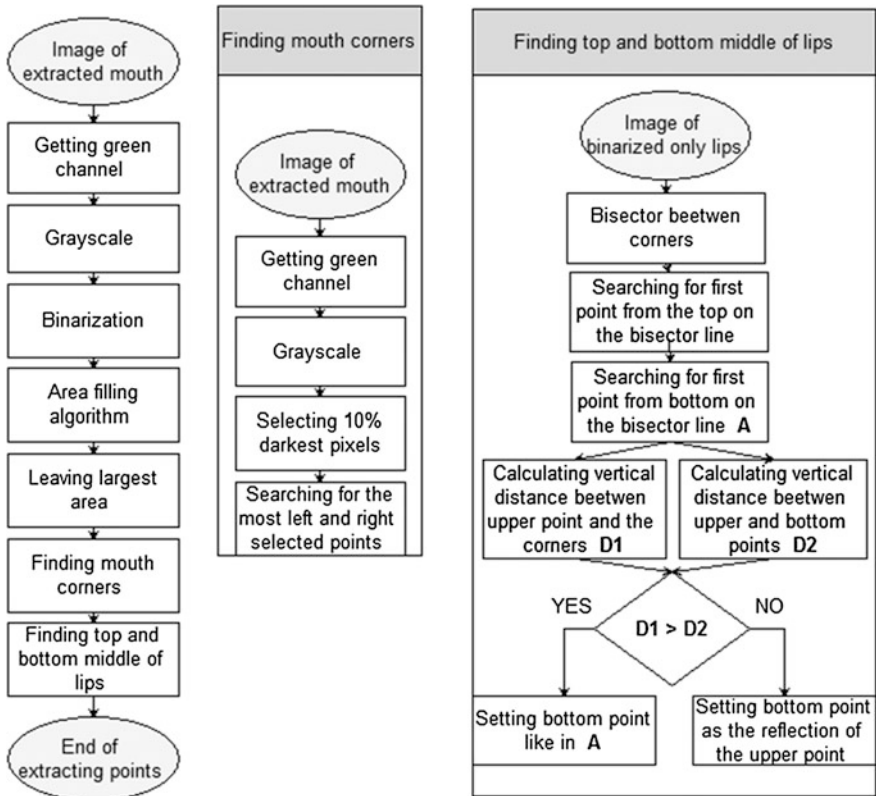 Image of
extracted mouth
Getting green
channel
Grayscale
Binarization
Area filling
algorithm
Leaving largest
area
Finding mouth
corners
Finding top and
bottom middle of
lips
End of
extracting points
Finding mouth corners
Image of
extracted mouth
Getting green
channel
Grayscale
Selecting 10%
darkest pixels
Searching for the
most left and right
selected points
Finding top and bottom middle of lips
Image of
binarized only lips
Bisector beetwen
corners
Searching for first
point from the top on
the bisector line
Searching for first
point from bottom on
the bisector line A
Calculating vertical
distance beetwen
upper point and the
corners D1
Calculating vertical
distance beetwen
upper and bottom
points D2
YES
D1 > D2
NO
Setting bottom point
like in A
Setting bottom point
as the reflection of
the upper point